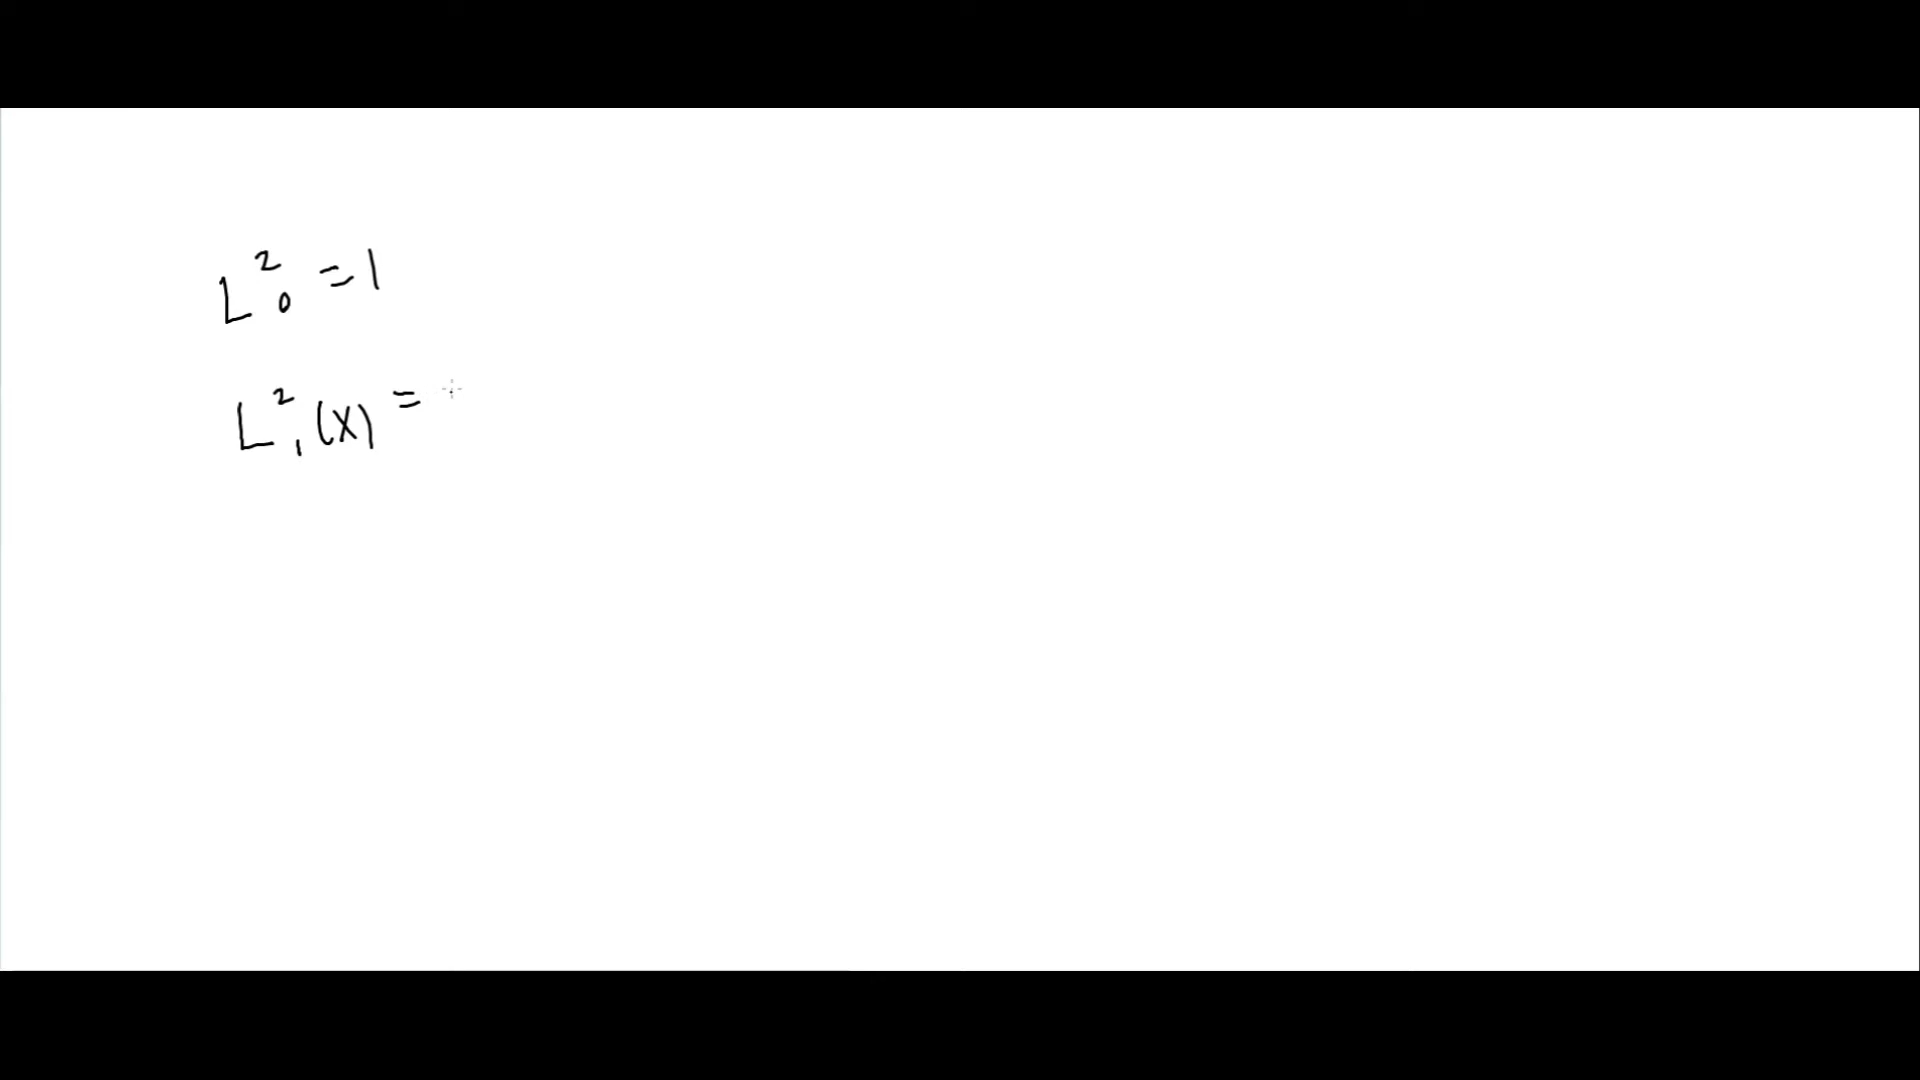 L²₀ = 1
L²₁(x) =